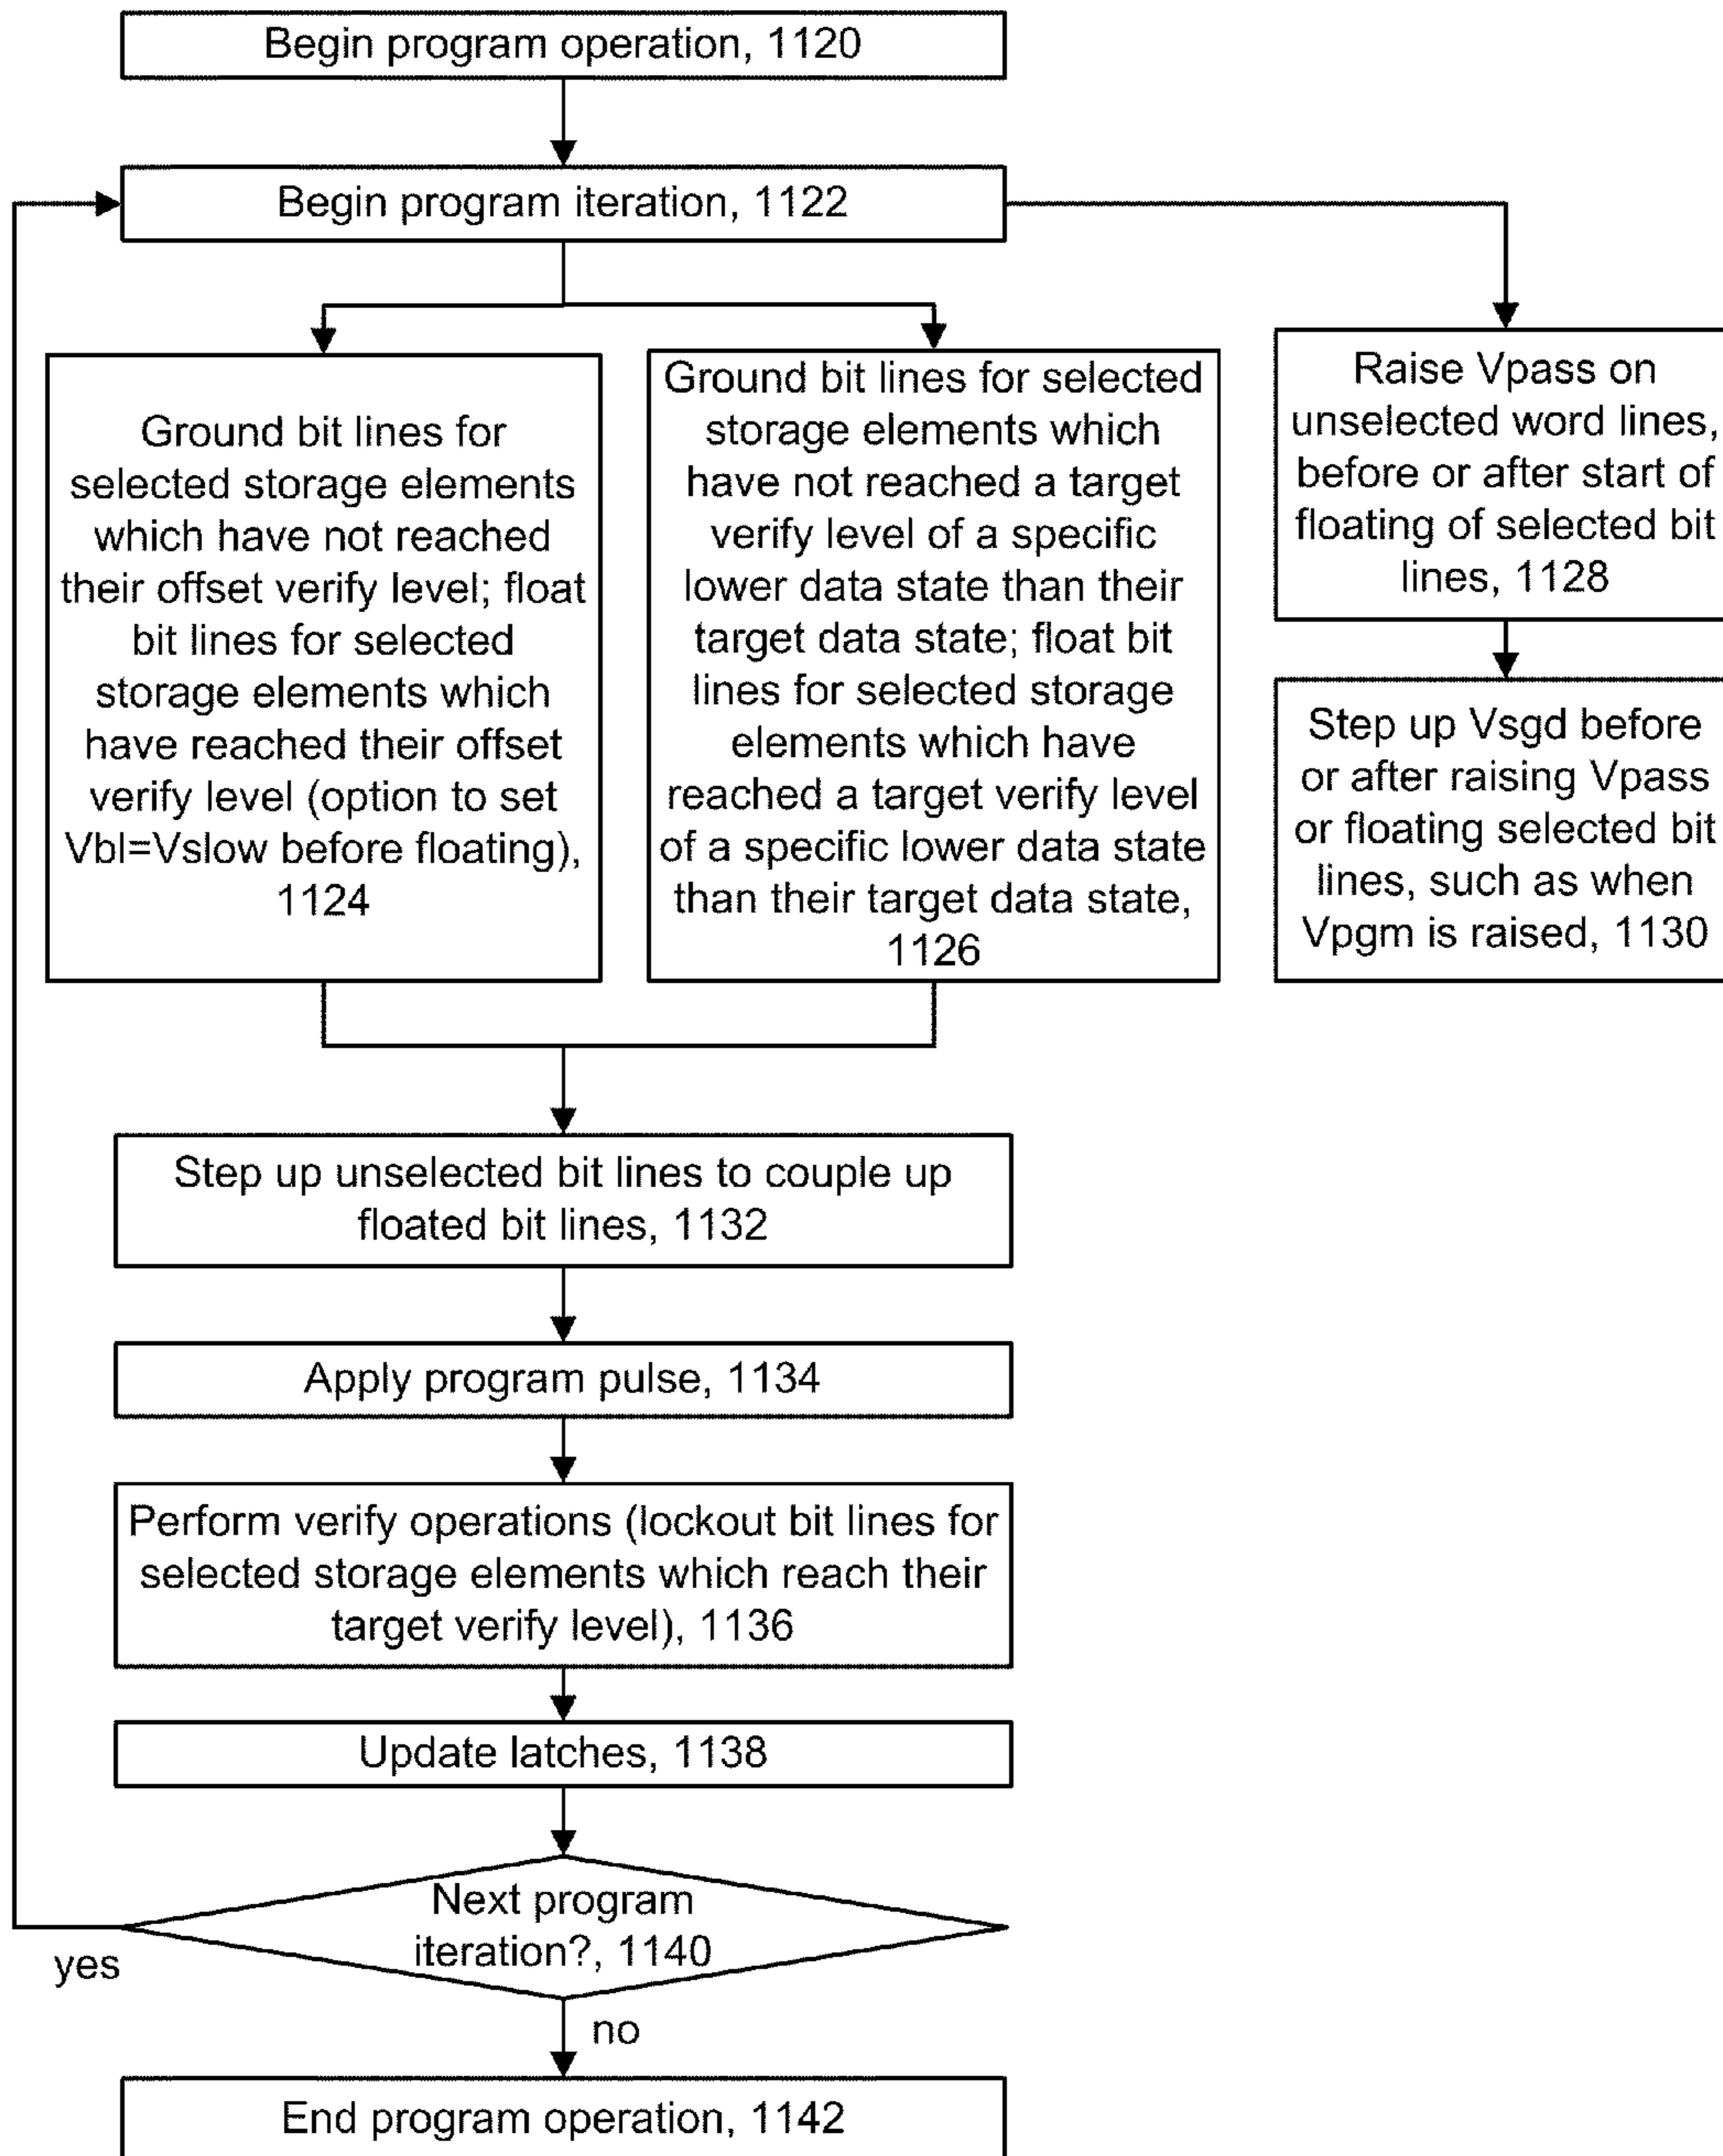 Begin program operation, 1120
Begin program iteration, 1122
Ground bit lines for
selected storage elements
which have not reached
their offset verify level; float
bit lines for selected
storage elements which
have reached their offset
verify level (option to set
Vbl=Vslow before floating),
1124
Ground bit lines for selected
storage elements which
have not reached a target
verify level of a specific
lower data state than their
target data state; float bit
lines for selected storage
elements which have
reached a target verify level
of a specific lower data state
than their target data state,
1126
Raise Vpass on
unselected word lines,
before or after start of
floating of selected bit
lines, 1128
Step up Vsgd before
or after raising Vpass
or floating selected bit
lines, such as when
Vpgm is raised, 1130
Step up unselected bit lines to couple up
floated bit lines, 1132
Apply program pulse, 1134
Perform verify operations (lockout bit lines for
selected storage elements which reach their
target verify level), 1136
Update latches, 1138
Next program
iteration?, 1140
yes
no
End program operation, 1142